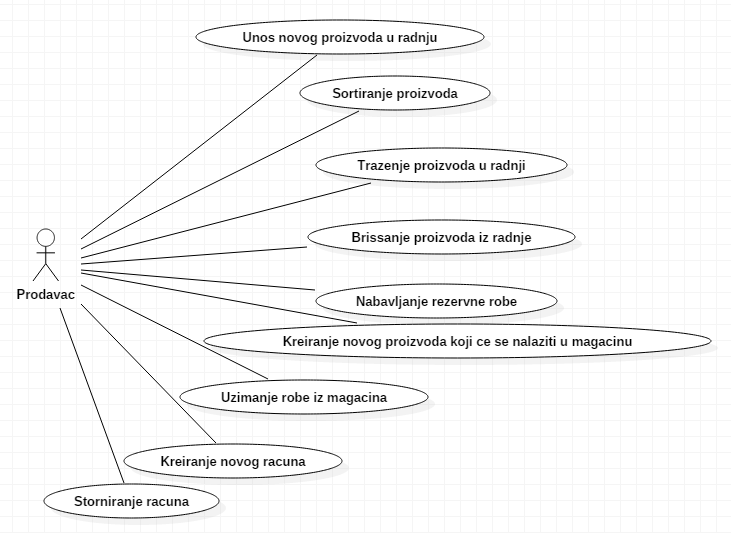 Unos novog proizvoda u radnju
Sortiranje proizvoda
Trazenje proizvoda u radnji
Brissanje proizvoda iz radnje
Prodavac
Nabavljanje rezervne robe
Kreiranje novog proizvoda koji ce se nalaziti u magacinu
Uzimanje robe iz magacina
Kreiranje novog racuna
Storniranje racuna